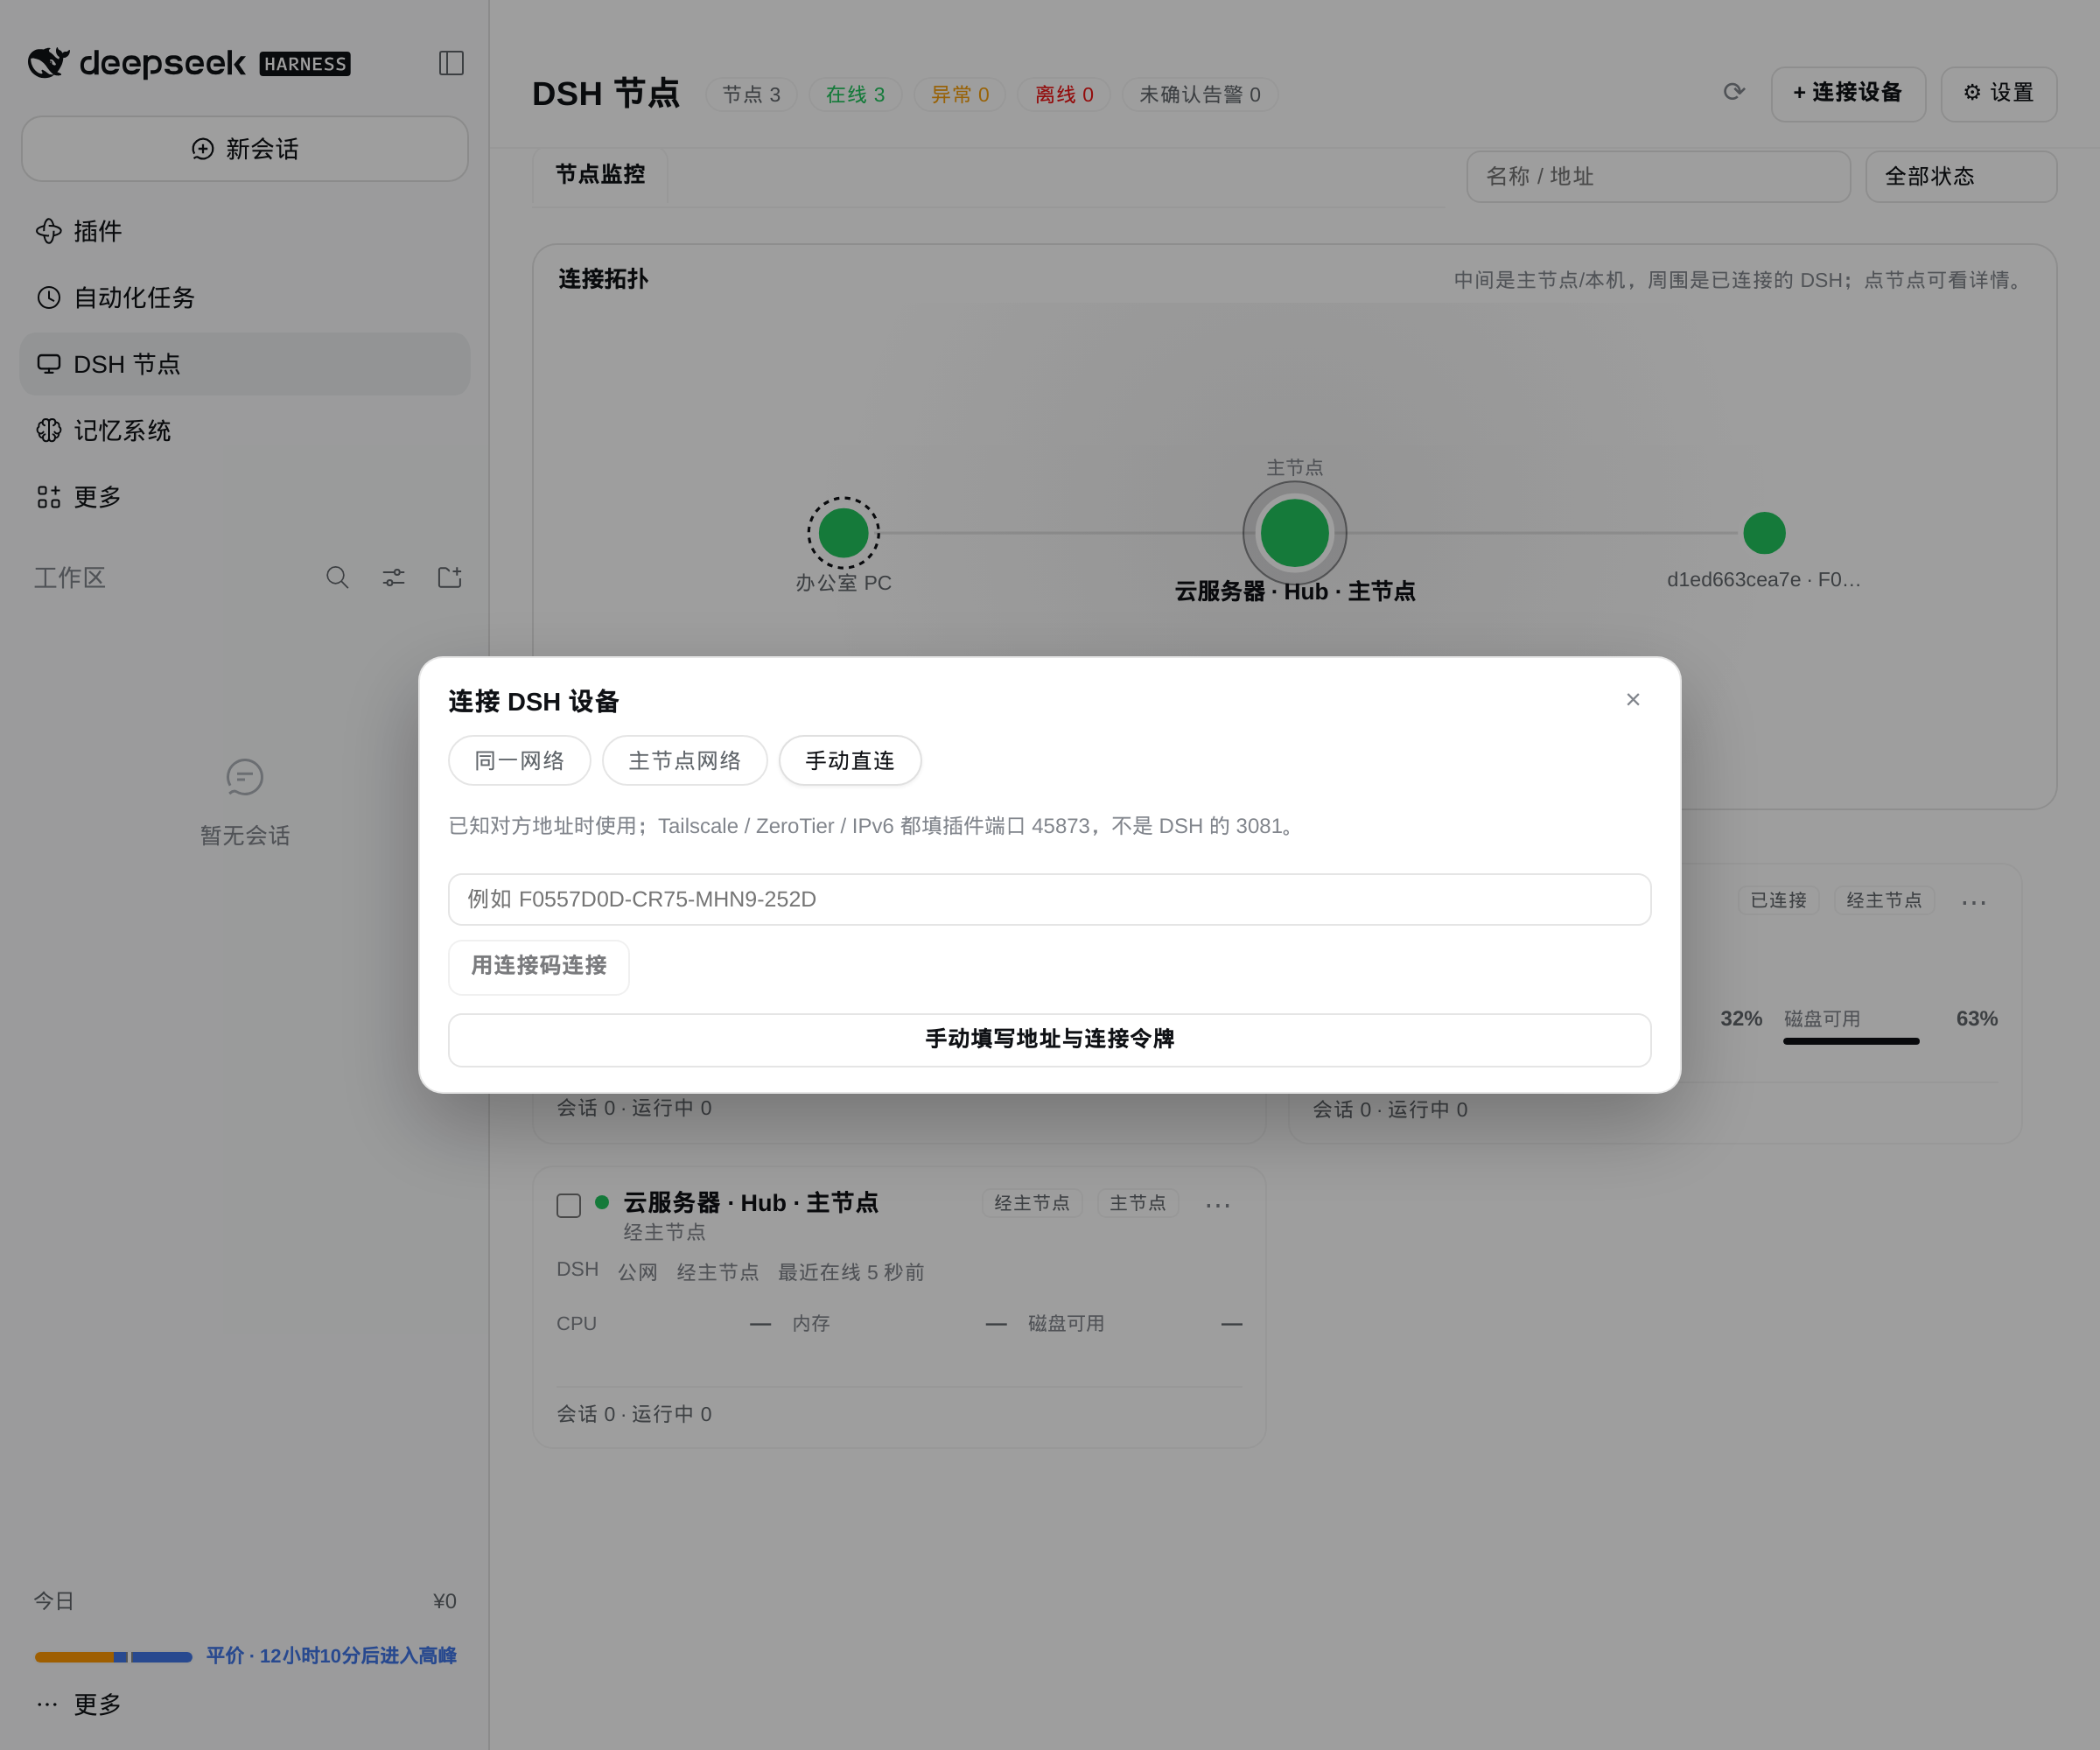 deepseek HARNESS
新会话
插件
自动化任务
DSH 节点
记忆系统
更多
工作区
暂无会话
今日 ¥0
平价 · 12小时10分后进入高峰
更多
DSH 节点 节点 3 在线 3 异常 0 离线 0 未确认告警 0 + 连接设备 设置
节点监控 名称 / 地址 全部状态
连接拓扑 中间是主节点/本机，周围是已连接的 DSH；点节点可看详情。
主节点
办公室 PC
云服务器 · Hub · 主节点
d1ed663cea7e · F0…
连接 DSH 设备 ×
同一网络 主节点网络 手动直连
已知对方地址时使用；Tailscale / ZeroTier / IPv6 都填插件端口 45873，不是 DSH 的 3081。
例如 F0557D0D-CR75-MHN9-252D
用连接码连接
手动填写地址与连接令牌
已连接 经主节点 …
32% 磁盘可用 63%
会话 0 · 运行中 0
会话 0 · 运行中 0
云服务器 · Hub · 主节点 经主节点 主节点 …
经主节点
DSH 公网 经主节点 最近在线 5 秒前
CPU — 内存 — 磁盘可用 —
会话 0 · 运行中 0